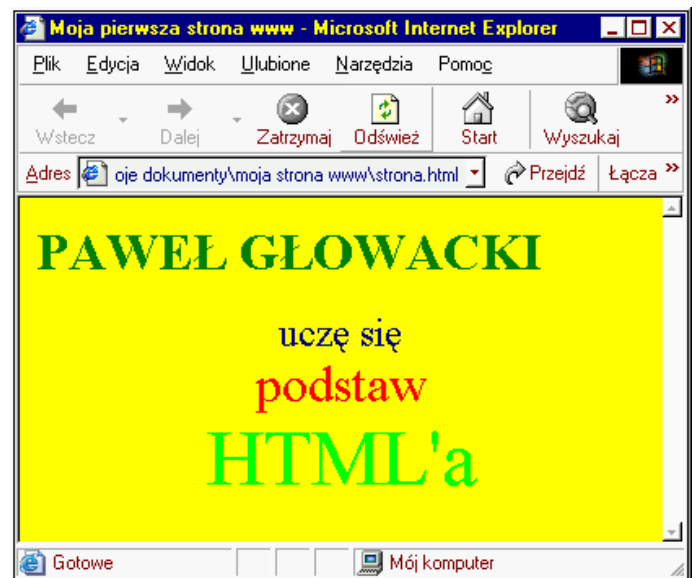 Moja pierwsza strona www - Microsoft Internet Explorer
Plik Edycja Widok Ulubione Narzędzia Pomoc
Wstecz Dalej Zatrzymaj Odśwież Start Wyszukaj »
Adres oje dokumenty\moja strona www\strona.html Przejdź Łącza »
PAWEŁ GŁOWACKI
uczę się
podstaw
HTML'a
Gotowe Mój komputer